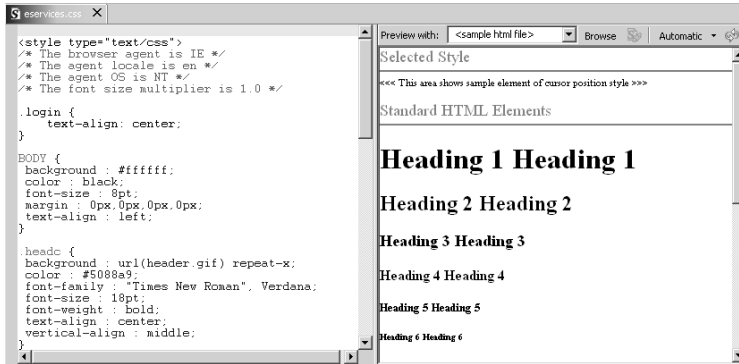 eservices.css
<style type="text/css">
/* The browser agent is IE */
/* The agent locale is en */
/* The agent OS is NT */
/* The font size multiplier is 1.0 */
.login {
text-align: center;
}
BODY {
background : #ffffff;
color : black;
font-size : 8pt;
margin : 0px,0px,0px,0px;
text-align : left;
}
.headc {
background : url(header.gif) repeat-x;
color : #5088a9;
font-family : "Times New Roman", Verdana;
font-size : 18pt;
font-weight : bold;
text-align : center;
vertical-align : middle;
}
Preview with: <sample html file> Browse Automatic
Selected Style
<<< This area shows sample element of cursor position style >>>
Standard HTML Elements
Heading 1 Heading 1
Heading 2 Heading 2
Heading 3 Heading 3
Heading 4 Heading 4
Heading 5 Heading 5
Heading 6 Heading 6